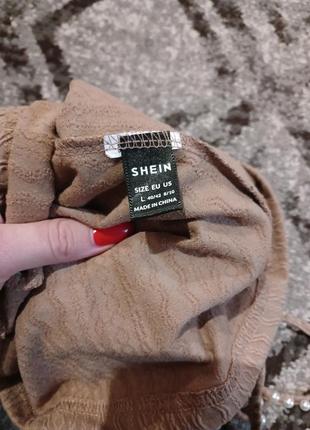 SHEIN
SIZE EU US
L 40/42 8/10
MADE IN CHINA